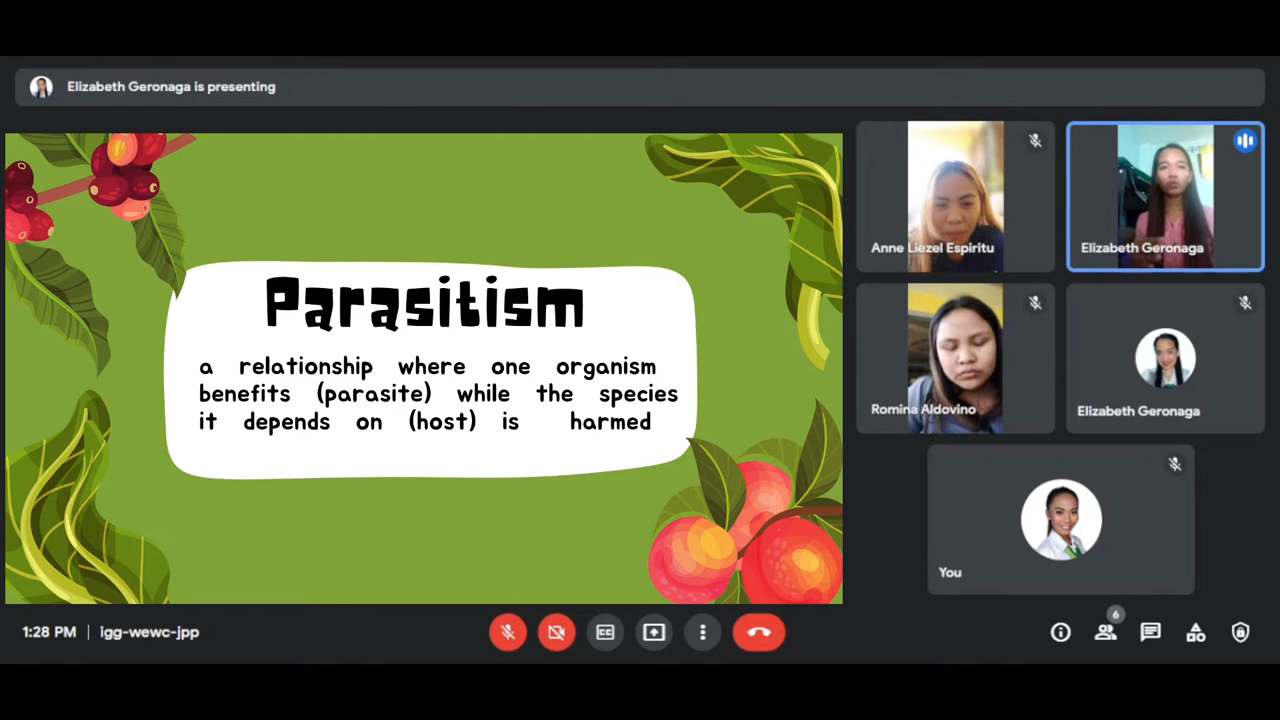 Elizabeth Geronaga is presenting
Parasitism
a relationship where one organism
benefits (parasite) while the species
it depends on (host) is harmed
Anne Liezel Espiritu
Elizabeth Geronaga
Romina Aldovino
Elizabeth Geronaga
You
1:28 PM | igg-wewc-jpp
CC
6